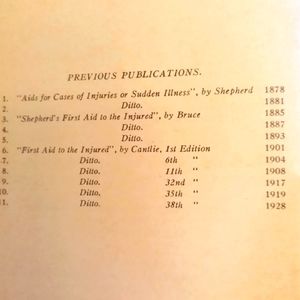 PREVIOUS PUBLICATIONS.
1. "Aids for Cases of Injuries or Sudden Illness", by Shepherd 1878
2. Ditto. 1881
3. "Shepherd's First Aid to the Injured", by Bruce 1885
4. Ditto. 1887
5. Ditto. 1893
6. "First Aid to the Injured", by Cantlie, 1st Edition 1901
7. Ditto. 6th " 1904
8. Ditto. 11th " 1908
9. Ditto. 32nd " 1917
10. Ditto. 35th " 1919
11. Ditto. 38th " 1928